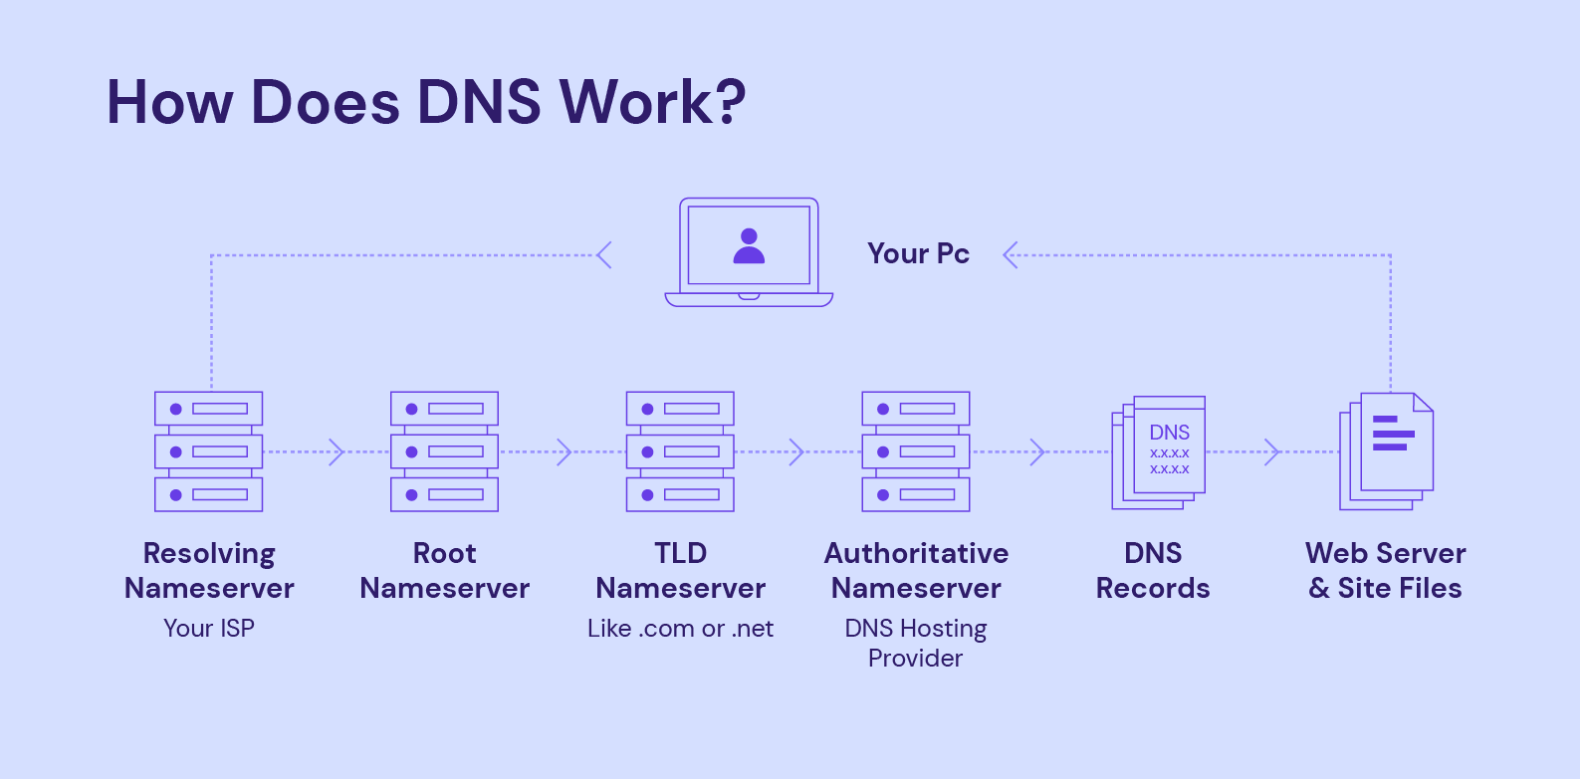 How Does DNS Work?
Your Pc
DNS
x.x.x.x
x.x.x.x
Resolving
Nameserver
Your ISP
Root
Nameserver
TLD
Nameserver
Like .com or .net
Authoritative
Nameserver
DNS Hosting
Provider
DNS
Records
Web Server
& Site Files